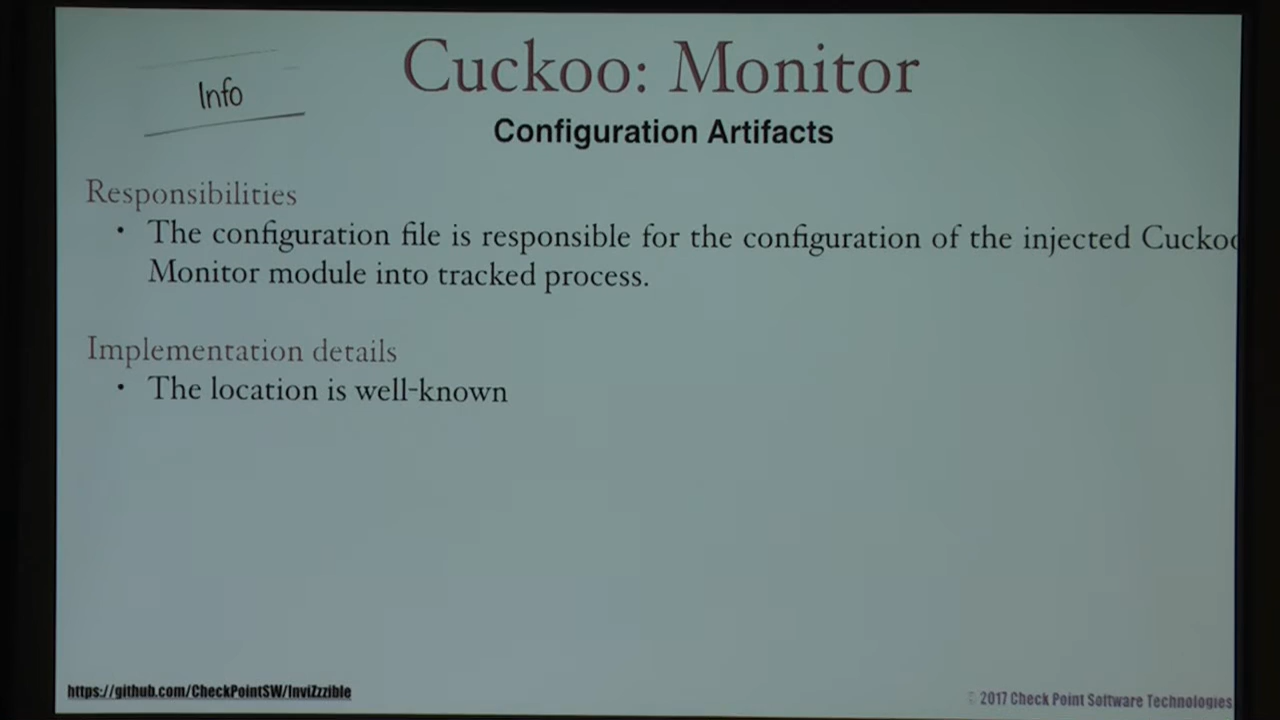 Info
Cuckoo: Monitor
Configuration Artifacts
Responsibilities
• The configuration file is responsible for the configuration of the injected Cuckoo
Monitor module into tracked process.
Implementation details
• The location is well-known
https://github.com/CheckPointSW/InviZzzible
© 2017 Check Point Software Technologies